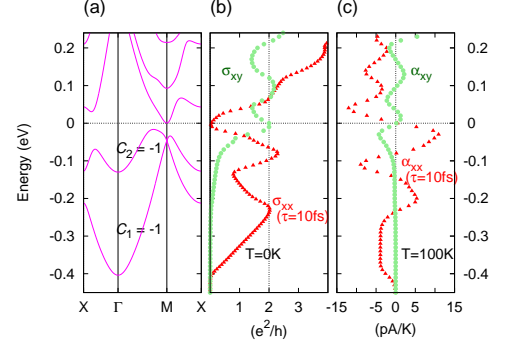 (a) (b) (c)
Energy (eV)
0.2
0.1
0
-0.1
-0.2
-0.3
-0.4
C₂ = -1
C₁ = -1
X Γ M X
σxy
σxx
(τ=10fs)
T=0K
0 1 2 3
(e²/h)
αxy
αxx
(τ=10fs)
T=100K
-15 -5 0 5 15
(pA/K)
0.2
0.1
0
-0.1
-0.2
-0.3
-0.4